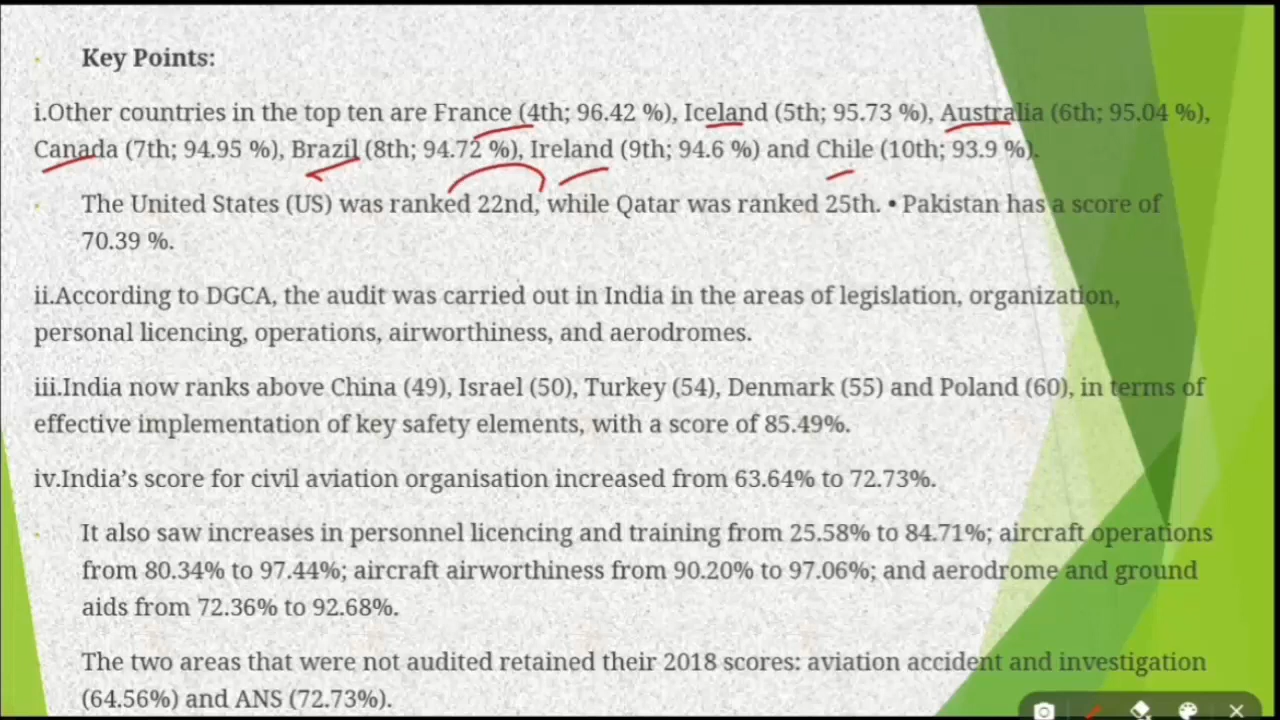 Key Points:
i.Other countries in the top ten are France (4th; 96.42 %), Iceland (5th; 95.73 %), Australia (6th; 95.04 %),
Canada (7th; 94.95 %), Brazil (8th; 94.72 %), Ireland (9th; 94.6 %) and Chile (10th; 93.9 %).
The United States (US) was ranked 22nd, while Qatar was ranked 25th. • Pakistan has a score of
70.39 %.
ii.According to DGCA, the audit was carried out in India in the areas of legislation, organization,
personal licencing, operations, airworthiness, and aerodromes.
iii.India now ranks above China (49), Israel (50), Turkey (54), Denmark (55) and Poland (60), in terms of
effective implementation of key safety elements, with a score of 85.49%.
iv.India’s score for civil aviation organisation increased from 63.64% to 72.73%.
It also saw increases in personnel licencing and training from 25.58% to 84.71%; aircraft operations
from 80.34% to 97.44%; aircraft airworthiness from 90.20% to 97.06%; and aerodrome and ground
aids from 72.36% to 92.68%.
The two areas that were not audited retained their 2018 scores: aviation accident and investigation
(64.56%) and ANS (72.73%).